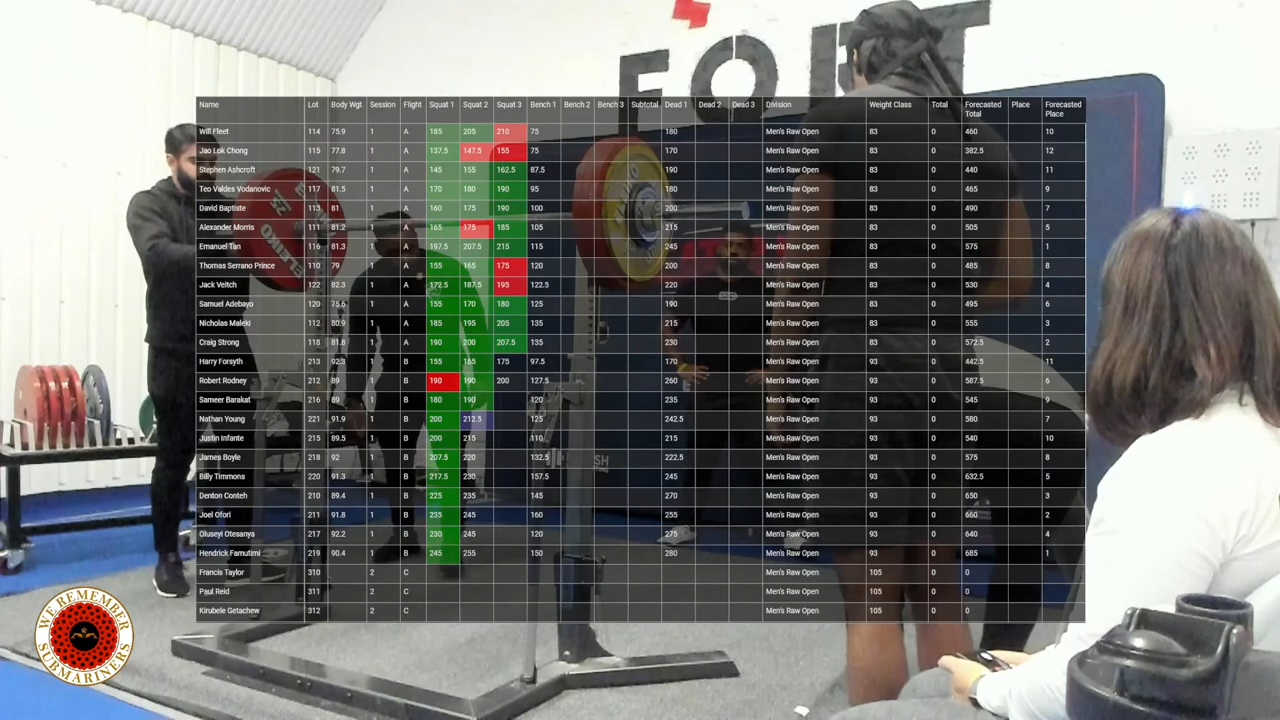 FORT
Name Lot Body Wgt Session Flight Squat 1 Squat 2 Squat 3 Bench 1 Bench 2 Bench 3 Subtotal Dead 1 Dead 2 Dead 3 Division Weight Class Total Forecasted Total Place Forecasted Place
Will Fleet 114 75.9 1 A 185 205 210 75 180 Men's Raw Open 83 0 460 10
Jao Lok Chong 115 77.8 1 A 137.5 147.5 155 75 170 Men's Raw Open 83 0 382.5 12
Stephen Ashcroft 121 79.7 1 A 145 155 162.5 87.5 190 Men's Raw Open 83 0 440 11
Teo Valdes Vodanovic 117 81.5 1 A 170 180 190 95 180 Men's Raw Open 83 0 465 9
David Baptiste 113 81 1 A 160 175 190 100 200 Men's Raw Open 83 0 490 7
Alexander Morris 111 81.2 1 A 165 175 185 105 215 Men's Raw Open 83 0 505 5
Emanuel Tan 116 81.3 1 A 197.5 207.5 215 115 245 Men's Raw Open 83 0 575 1
Thomas Serrano Prince 110 79 1 A 155 165 175 120 200 Men's Raw Open 83 0 485 8
Jack Veitch 122 82.3 1 A 172.5 187.5 195 122.5 220 Men's Raw Open 83 0 530 4
Samuel Adebayo 120 75.6 1 A 155 170 180 125 190 Men's Raw Open 83 0 495 6
Nicholas Maleki 112 80.9 1 A 185 195 205 135 215 Men's Raw Open 83 0 555 3
Craig Strong 118 81.8 1 A 190 200 207.5 135 230 Men's Raw Open 83 0 572.5 2
Harry Forsyth 213 92.3 1 B 155 165 175 97.5 170 Men's Raw Open 93 0 442.5 11
Robert Rodney 212 89 1 B 190 190 200 127.5 260 Men's Raw Open 93 0 587.5 6
Sameer Barakat 216 89 1 B 180 190 120 235 Men's Raw Open 93 0 545 9
Nathan Young 221 91.9 1 B 200 212.5 125 242.5 Men's Raw Open 93 0 580 7
Justin Infante 215 89.5 1 B 200 215 110 215 Men's Raw Open 93 0 540 10
James Boyle 218 92 1 B 207.5 220 132.5 222.5 Men's Raw Open 93 0 575 8
Billy Timmons 220 91.3 1 B 217.5 230 157.5 245 Men's Raw Open 93 0 632.5 5
Denton Conteh 210 89.4 1 B 225 235 145 270 Men's Raw Open 93 0 650 3
Joel Ofori 211 91.8 1 B 235 245 160 255 Men's Raw Open 93 0 660 2
Oluseyi Otesanya 217 92.2 1 B 230 245 120 275 Men's Raw Open 93 0 640 4
Hendrick Famutimi 219 90.4 1 B 245 255 150 280 Men's Raw Open 93 0 685 1
Francis Taylor 310 2 C Men's Raw Open 105 0 0
Paul Reid 311 2 C Men's Raw Open 105 0 0
Kirubele Getachew 312 2 C Men's Raw Open 105 0 0
25
ELEIKO
WE REMEMBER
SUBMARINERS